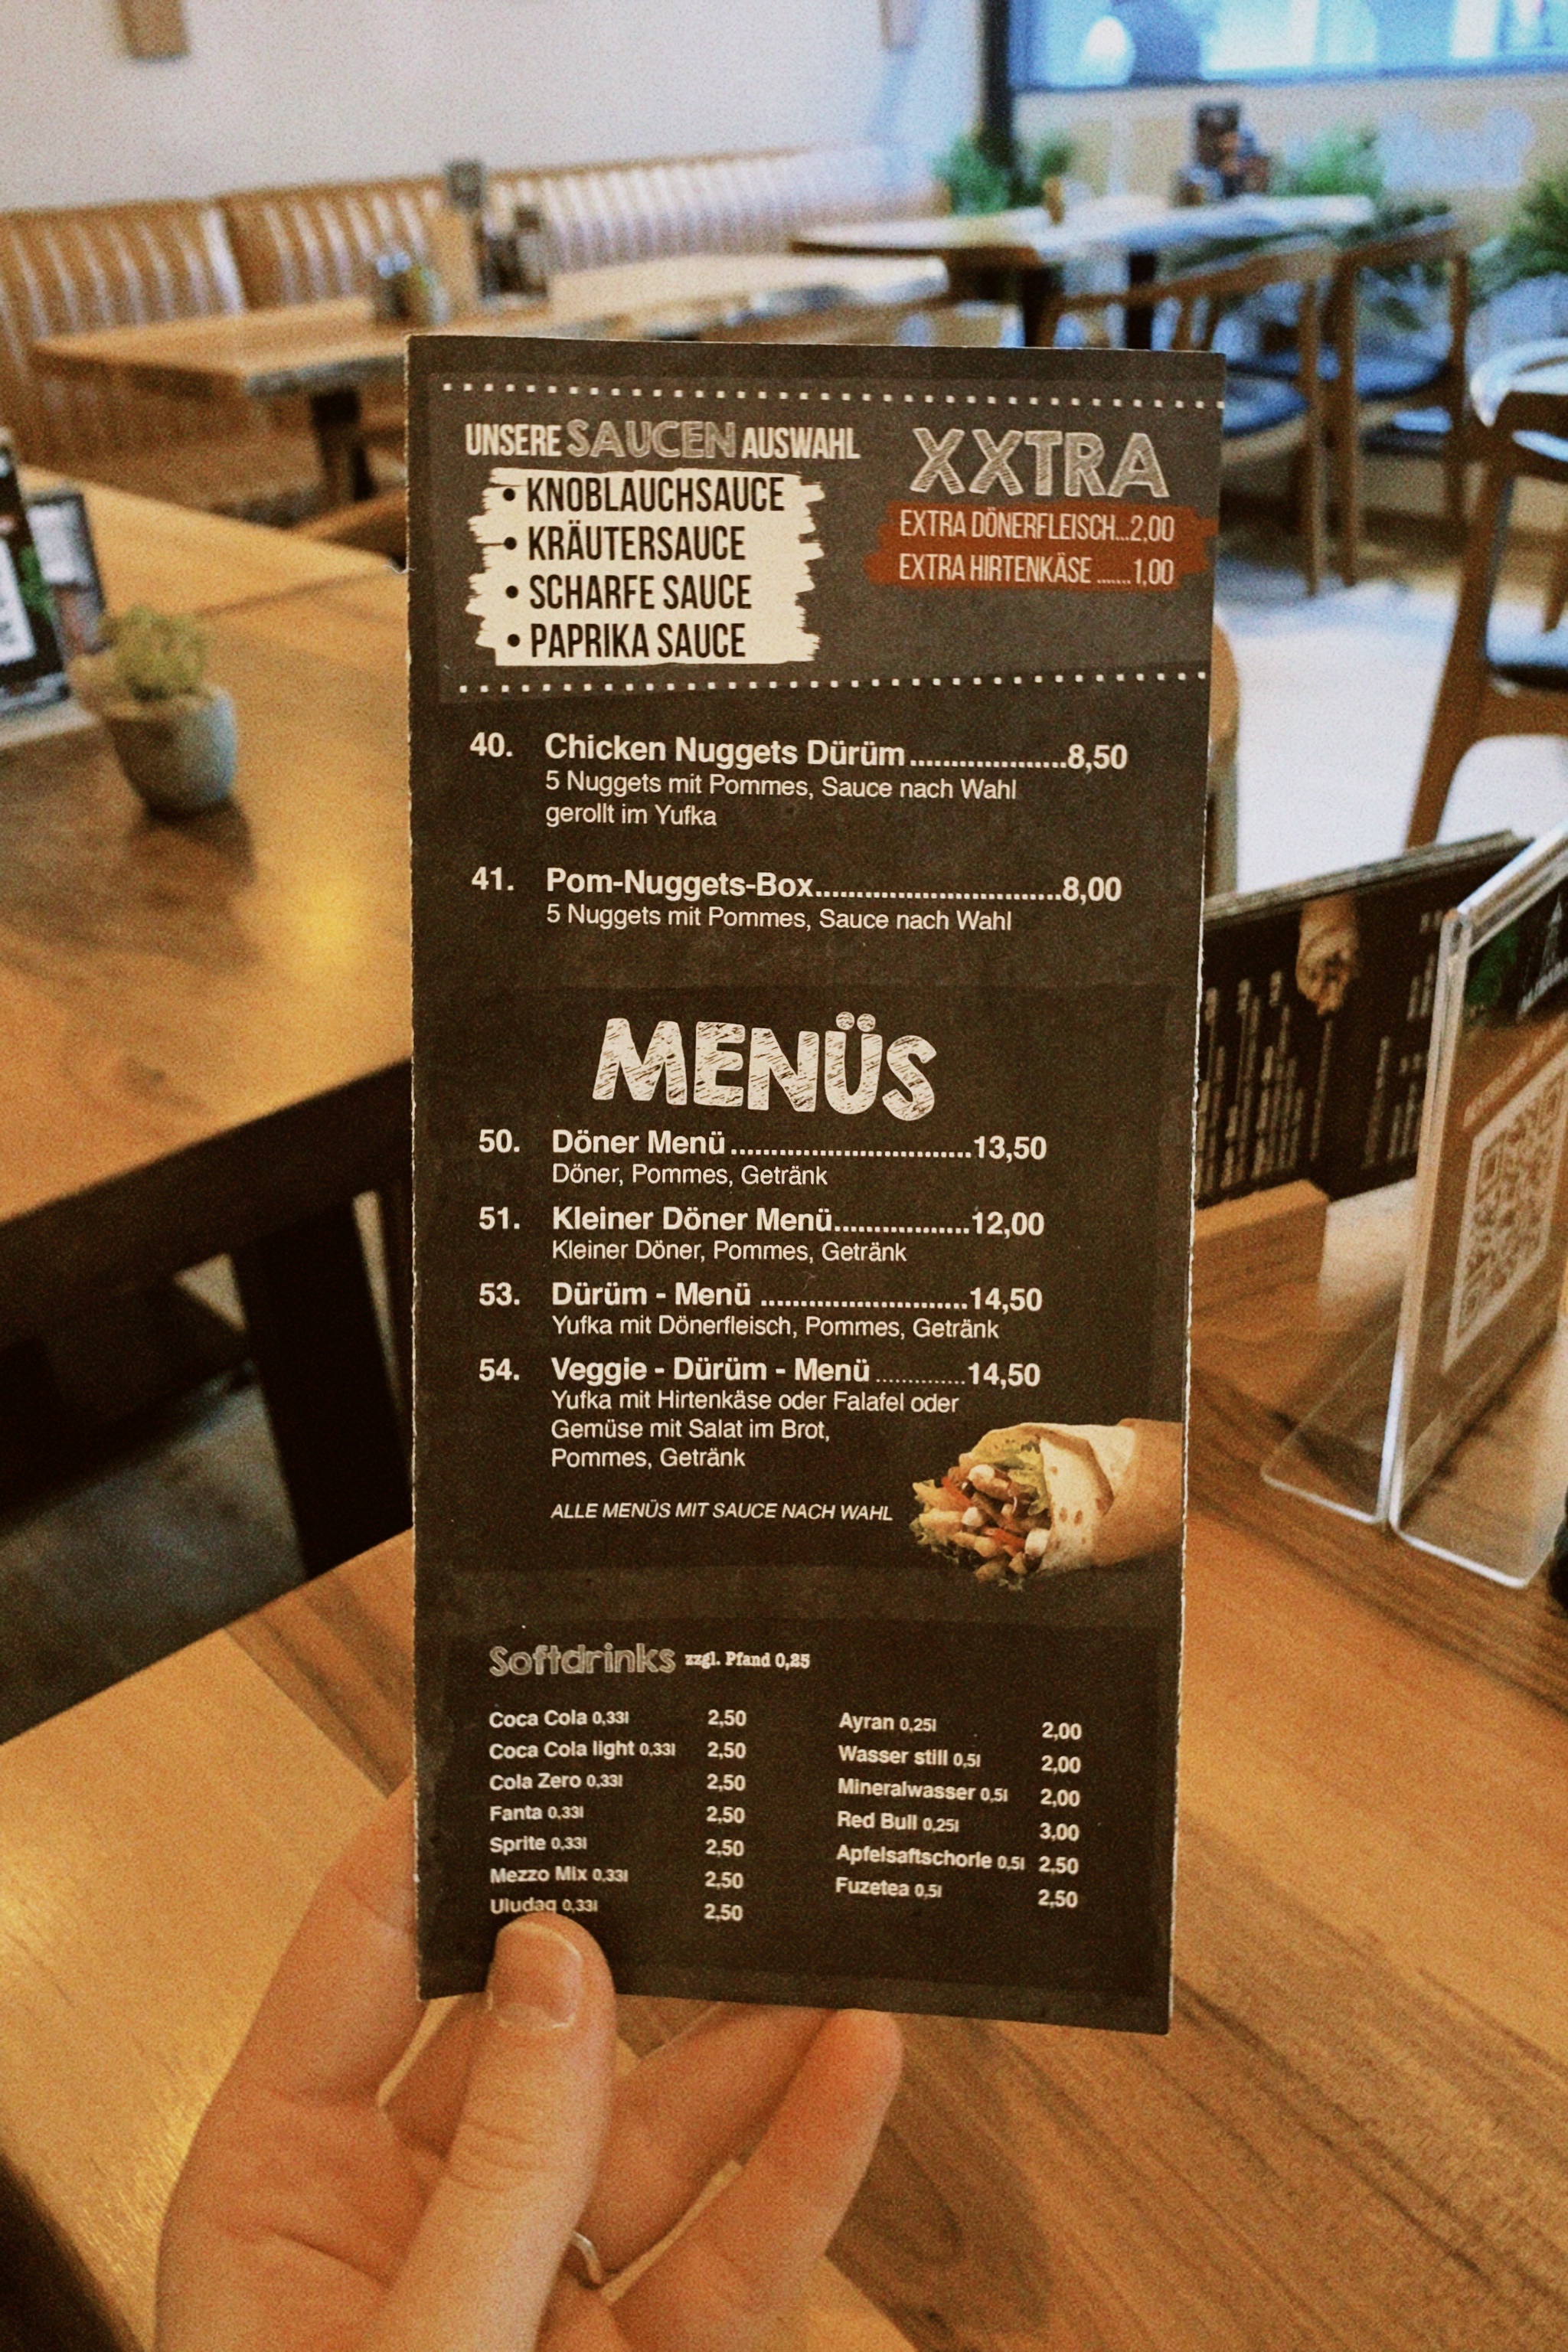 UNSERE SAUCEN AUSWAHL
• KNOBLAUCHSAUCE
• KRÄUTERSAUCE
• SCHARFE SAUCE
• PAPRIKA SAUCE
XXTRA
EXTRA DÖNERFLEISCH...2,00
EXTRA HIRTENKÄSE .......1,00
40. Chicken Nuggets Dürüm...................8,50
5 Nuggets mit Pommes, Sauce nach Wahl
gerollt im Yufka
41. Pom-Nuggets-Box..............................8,00
5 Nuggets mit Pommes, Sauce nach Wahl
MENÜS
50. Döner Menü..............................13,50
Döner, Pommes, Getränk
51. Kleiner Döner Menü.................12,00
Kleiner Döner, Pommes, Getränk
53. Dürüm - Menü ..........................14,50
Yufka mit Dönerfleisch, Pommes, Getränk
54. Veggie - Dürüm - Menü .............14,50
Yufka mit Hirtenkäse oder Falafel oder
Gemüse mit Salat im Brot,
Pommes, Getränk
ALLE MENÜS MIT SAUCE NACH WAHL
Softdrinks zzgl. Pfand 0,25
Coca Cola 0,33l 2,50
Coca Cola light 0,33l 2,50
Cola Zero 0,33l 2,50
Fanta 0,33l 2,50
Sprite 0,33l 2,50
Mezzo Mix 0,33l 2,50
Uludag 0,33l 2,50
Ayran 0,25l 2,00
Wasser still 0,5l 2,00
Mineralwasser 0,5l 2,00
Red Bull 0,25l 3,00
Apfelsaftschorle 0,5l 2,50
Fuzetea 0,5l 2,50